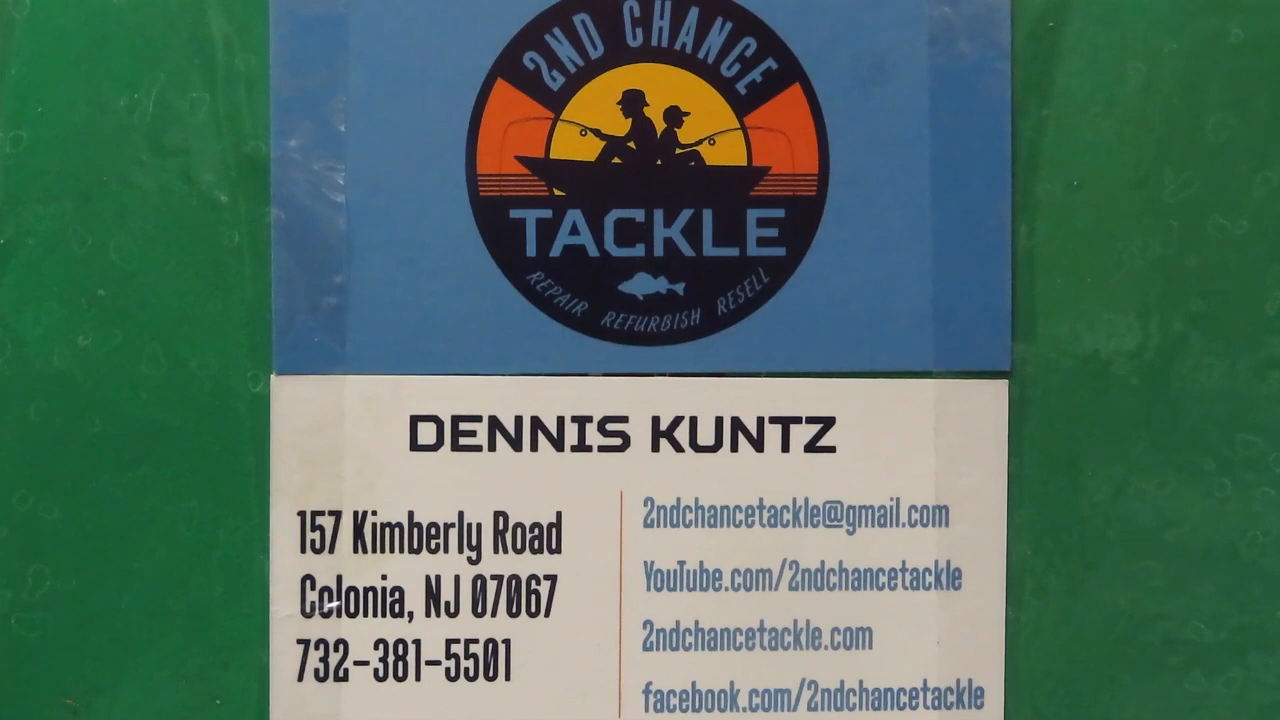 2ND CHANCE
TACKLE
REPAIR REFURBISH RESELL
DENNIS KUNTZ
157 Kimberly Road
Colonia, NJ 07067
732-381-5501
2ndchancetackle@gmail.com
YouTube.com/2ndchancetackle
2ndchancetackle.com
facebook.com/2ndchancetackle